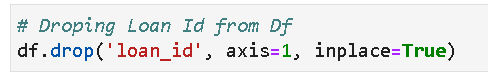 # Droping Loan Id from Df
df.drop('loan_id', axis=1, inplace=True)